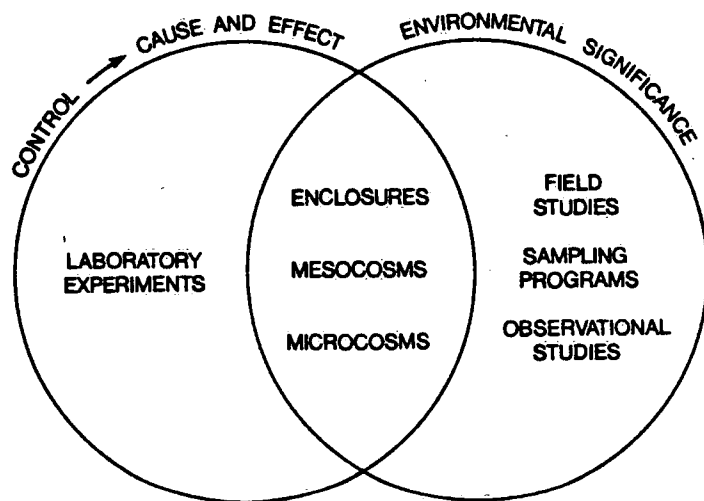 CONTROL → CAUSE AND EFFECT
ENVIRONMENTAL SIGNIFICANCE
LABORATORY
EXPERIMENTS
ENCLOSURES
MESOCOSMS
MICROCOSMS
FIELD
STUDIES
SAMPLING
PROGRAMS
OBSERVATIONAL
STUDIES